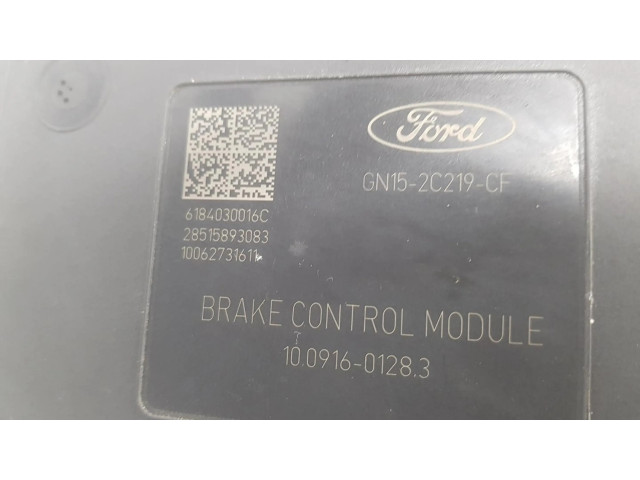 Ford
GN15-2C219-CF
6184030016C
28515893083
10062731611
BRAKE CONTROL MODULE
10.0916-0128.3